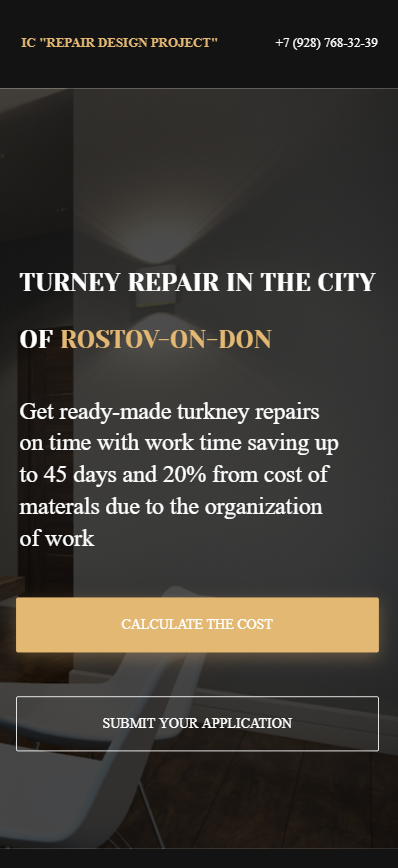 IC "REPAIR DESIGN PROJECT" +7 (928) 768-32-39
TURNEY REPAIR IN THE CITY
OF ROSTOV-ON-DON
Get ready-made turkney repairs
on time with work time saving up
to 45 days and 20% from cost of
materals due to the organization
of work
CALCULATE THE COST
SUBMIT YOUR APPLICATION